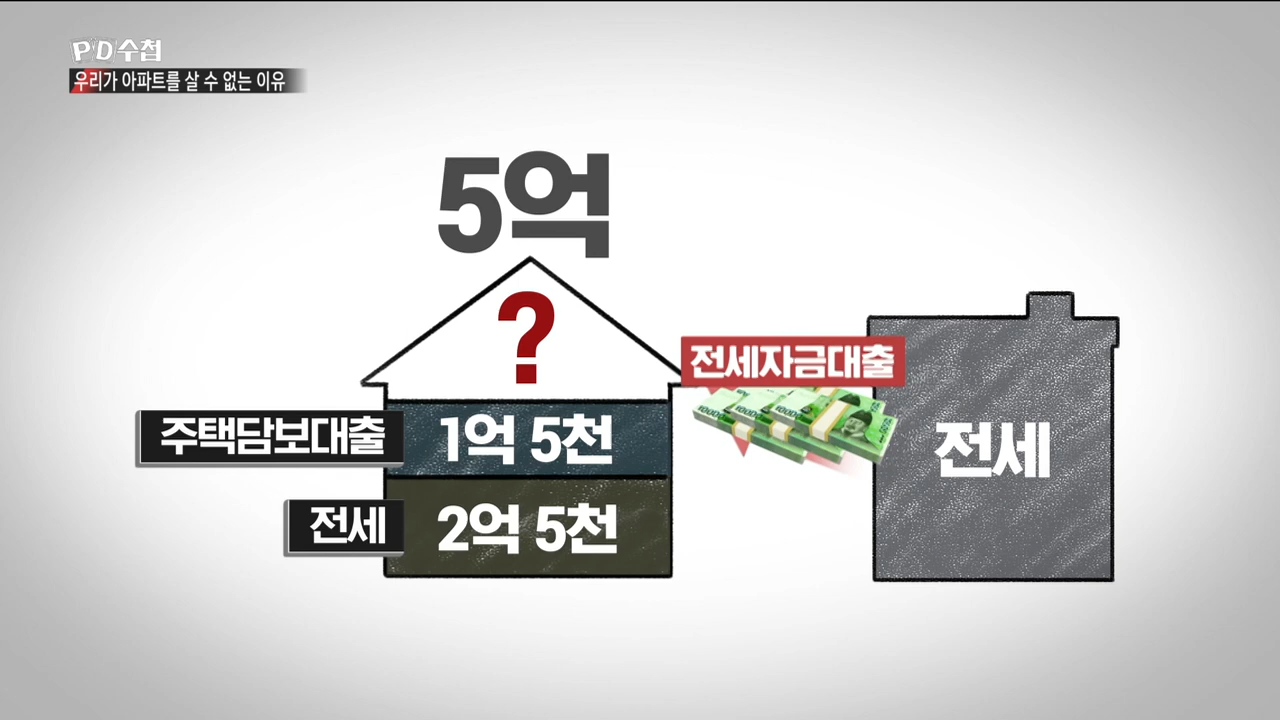 PD수첩
우리가 아파트를 살 수 없는 이유
5억
?
전세자금대출
주택담보대출
1억 5천
전세
전세
2억 5천